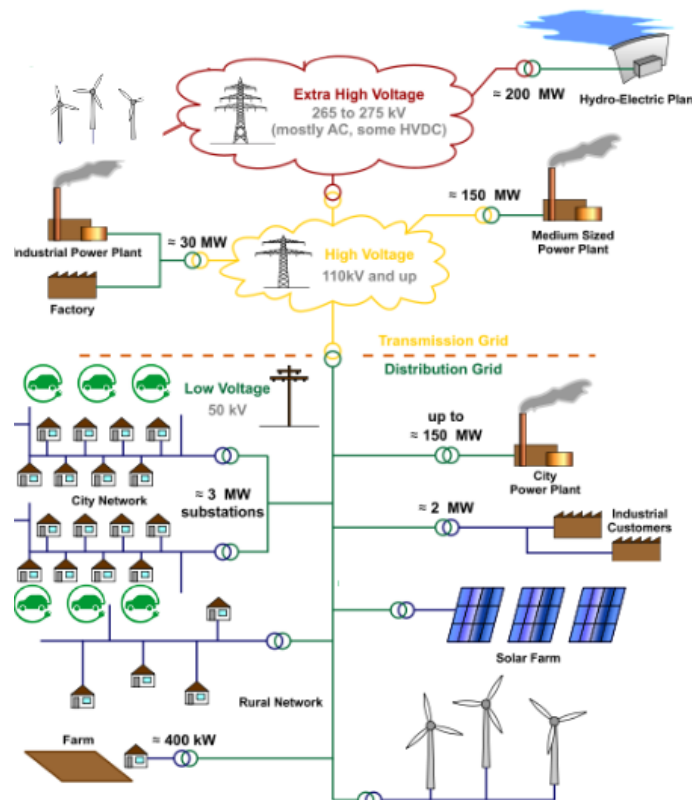 Extra High Voltage
265 to 275 kV
(mostly AC, some HVDC)
≈ 200 MW
Hydro-Electric Plan
≈ 150 MW
Medium Sized
Power Plant
≈ 30 MW
Industrial Power Plant
Factory
High Voltage
110kV and up
Transmission Grid
Distribution Grid
Low Voltage
50 kV
up to
≈ 150 MW
City
Power Plant
City Network
≈ 3 MW
substations
≈ 2 MW
Industrial
Customers
Solar Farm
Rural Network
Farm
≈ 400 kW